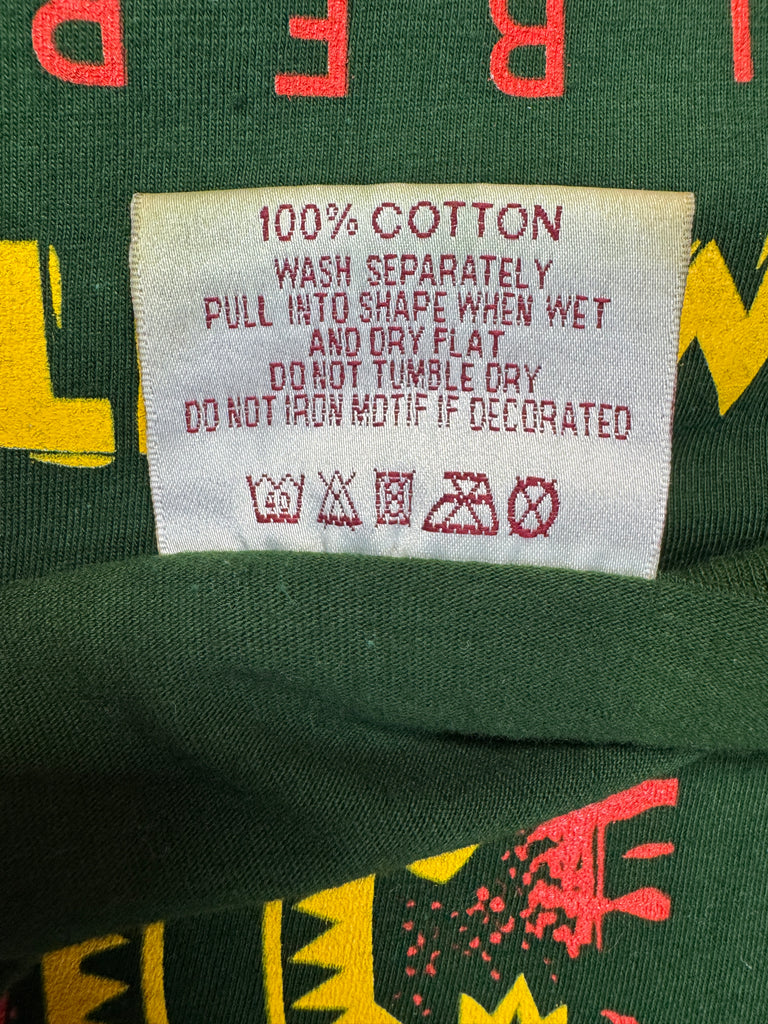 100% COTTON
WASH SEPARATELY
PULL INTO SHAPE WHEN WET
AND DRY FLAT
DO NOT TUMBLE DRY
DO NOT IRON MOTIF IF DECORATED
40